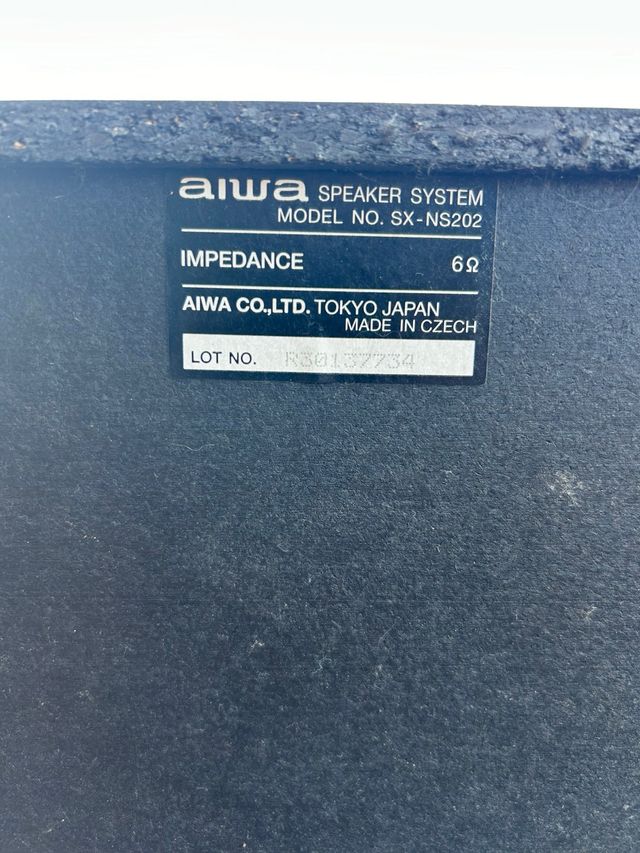 aiwa SPEAKER SYSTEM
MODEL NO. SX-NS202
IMPEDANCE 6Ω
AIWA CO.,LTD. TOKYO JAPAN
MADE IN CZECH
LOT NO. R30137734